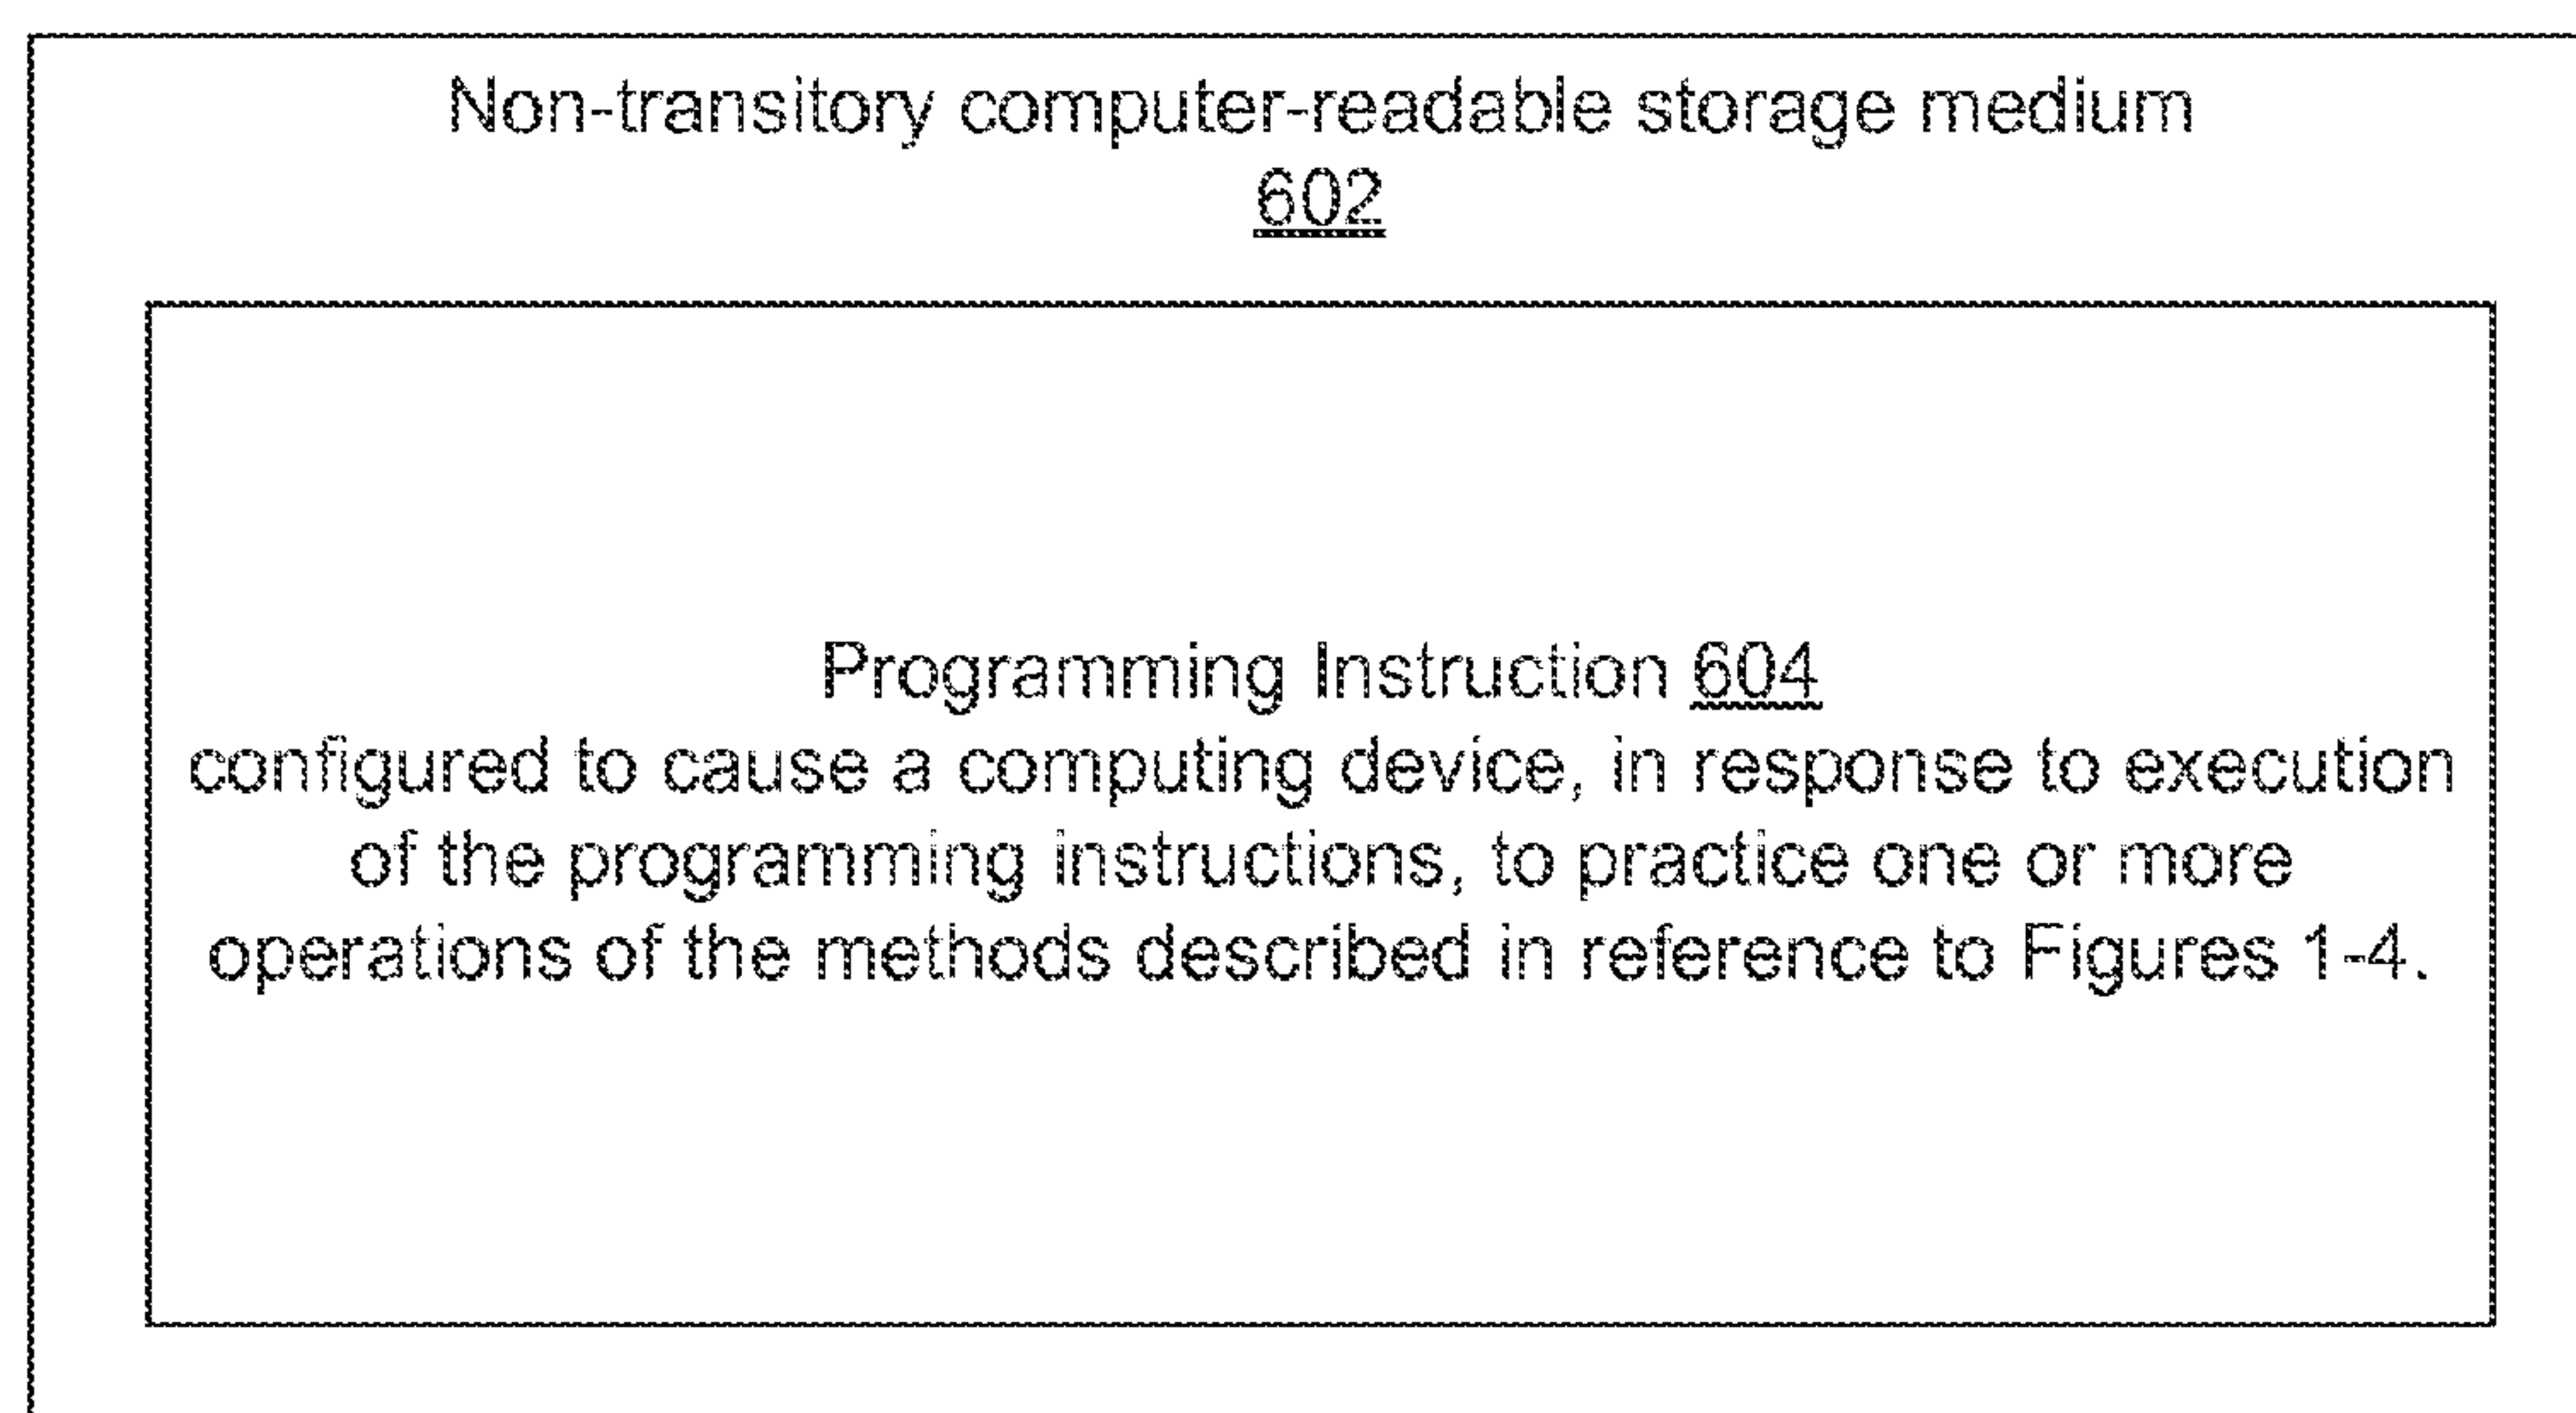 Non-transitory computer-readable storage medium
602
Programming Instruction 604
configured to cause a computing device, in response to execution
of the programming instructions, to practice one or more
operations of the methods described in reference to Figures 1-4.